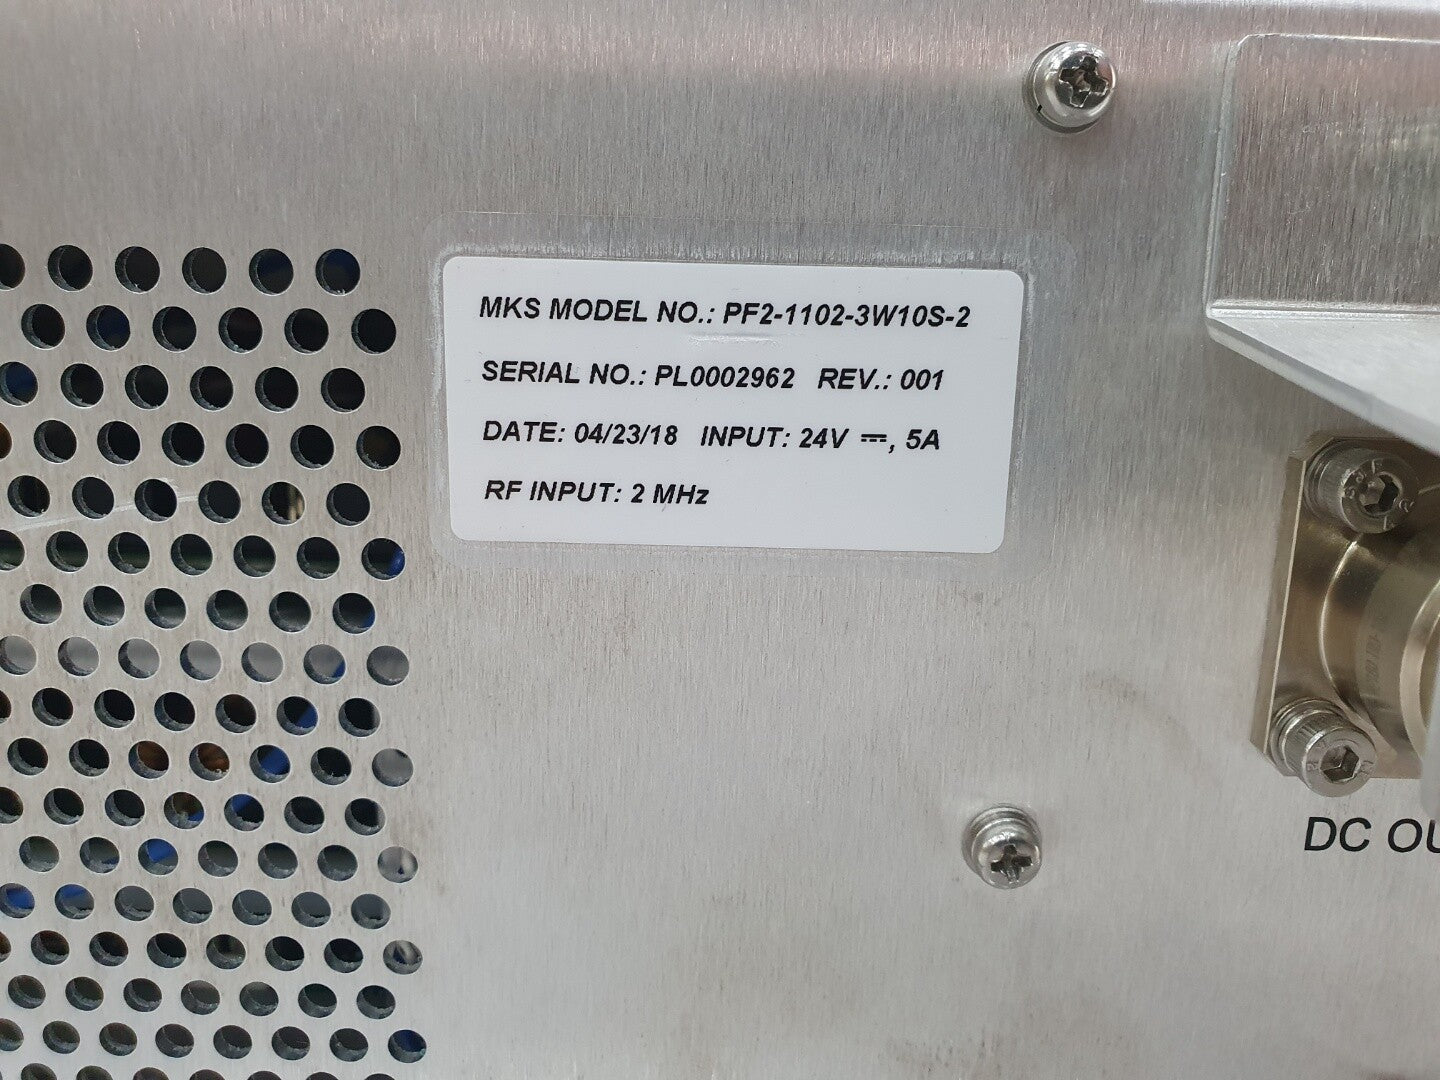 MKS MODEL NO.: PF2-1102-3W10S-2
SERIAL NO.: PL0002962 REV.: 001
DATE: 04/23/18 INPUT: 24V ⎓, 5A
RF INPUT: 2 MHz
DC OU